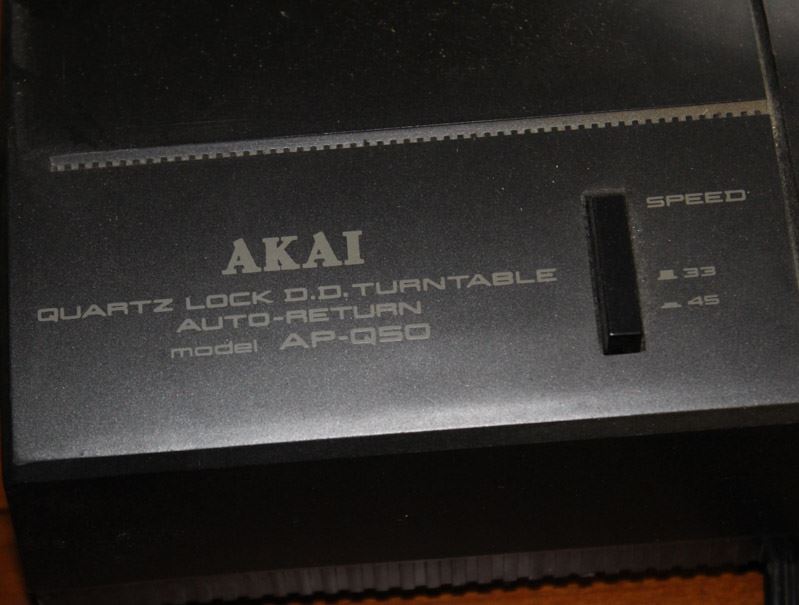 AKAI
QUARTZ LOCK D.D.TURNTABLE
AUTO-RETURN
model AP-Q50
SPEED
33
45